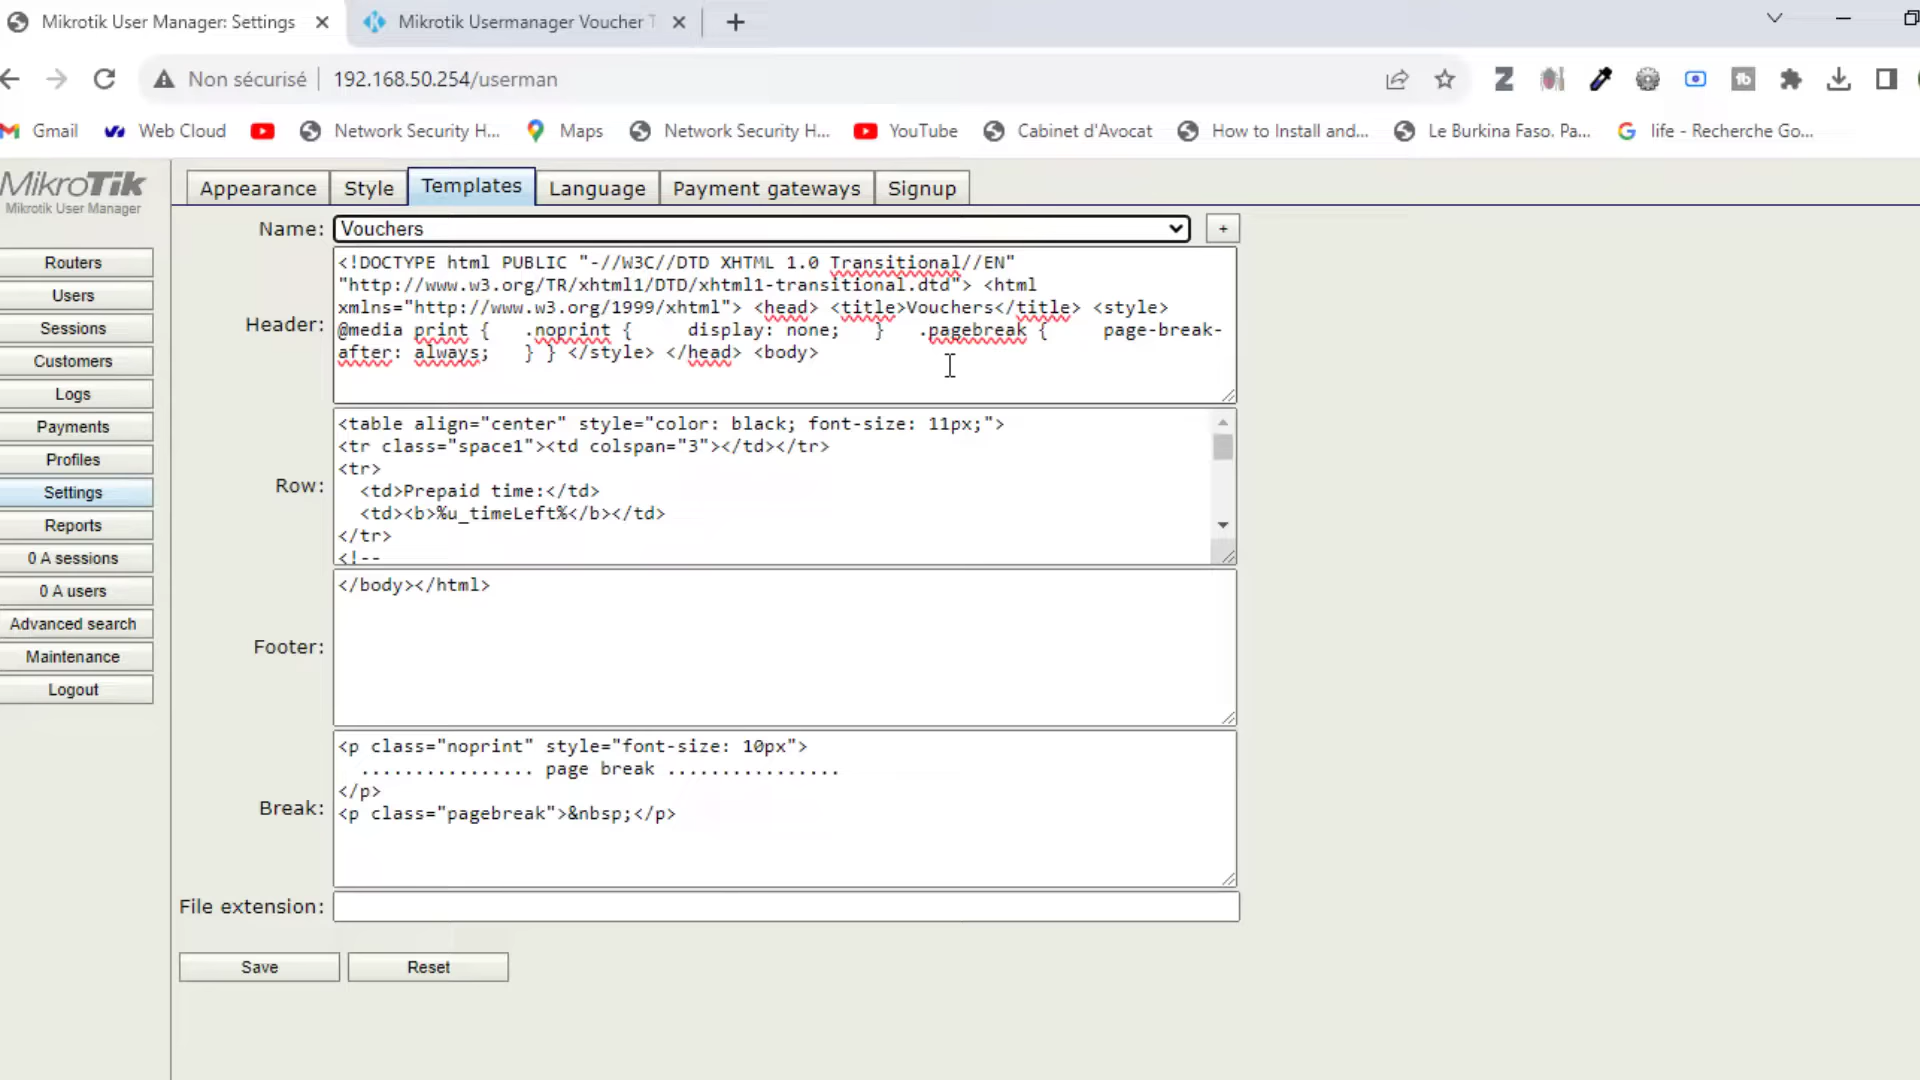 Mikrotik User Manager: Settings
Mikrotik Usermanager Voucher T
Non sécurisé
192.168.50.254/userman
Gmail
Web Cloud
Network Security H...
Maps
Network Security H...
YouTube
Cabinet d'Avocat
How to Install and...
Le Burkina Faso. Pa...
life - Recherche Go...
MikroTik
Mikrotik User Manager
Routers
Users
Sessions
Customers
Logs
Payments
Profiles
Settings
Reports
0 A sessions
0 A users
Advanced search
Maintenance
Logout
Appearance
Style
Templates
Language
Payment gateways
Signup
Name:
Vouchers
+
Header:
<!DOCTYPE html PUBLIC "-//W3C//DTD XHTML 1.0 Transitional//EN"
"http://www.w3.org/TR/xhtml1/DTD/xhtml1-transitional.dtd"> <html
xmlns="http://www.w3.org/1999/xhtml"> <head> <title>Vouchers</title> <style>
@media print {   .noprint {     display: none;   }   .pagebreak {     page-break-
after: always;   } } </style> </head> <body>
Row:
<table align="center" style="color: black; font-size: 11px;">
<tr class="space1"><td colspan="3"></td></tr>
<tr>
<td>Prepaid time:</td>
<td><b>%u_timeLeft%</b></td>
</tr>
<!--
Footer:
</body></html>
Break:
<p class="noprint" style="font-size: 10px">
................ page break ................
</p>
<p class="pagebreak">&nbsp;</p>
File extension:
Save
Reset
Z
fb